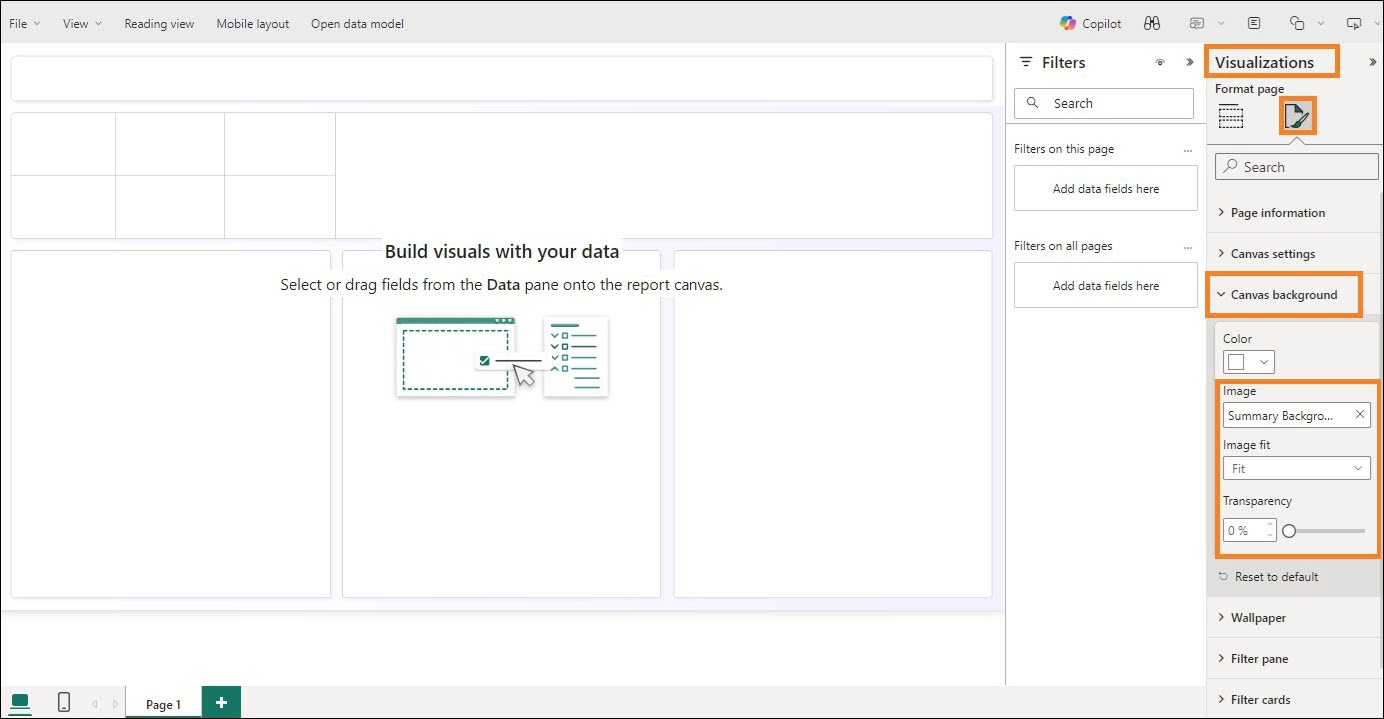 File
View
Reading view
Mobile layout
Open data model
Copilot
Build visuals with your data
Select or drag fields from the Data pane onto the report canvas.
Filters
Search
Filters on this page
...
Add data fields here
Filters on all pages
...
Add data fields here
Visualizations
Format page
Search
Page information
Canvas settings
Canvas background
Color
Image
Summary Backgro...
Image fit
Fit
Transparency
0 %
Reset to default
Wallpaper
Filter pane
Filter cards
Page 1